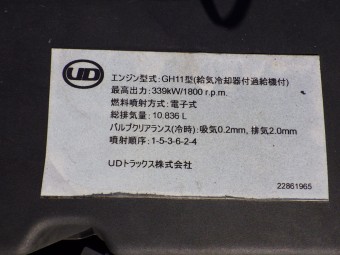 UD
エンジン型式:GH11型(給気冷却器付過給機付)
最高出力:339kW/1800 r.p.m.
燃料噴射方式:電子式
総排気量:10.836 L
バルブクリアランス(冷時):吸気0.2mm, 排気2.0mm
噴射順序:1-5-3-6-2-4
UDトラックス株式会社
22861965